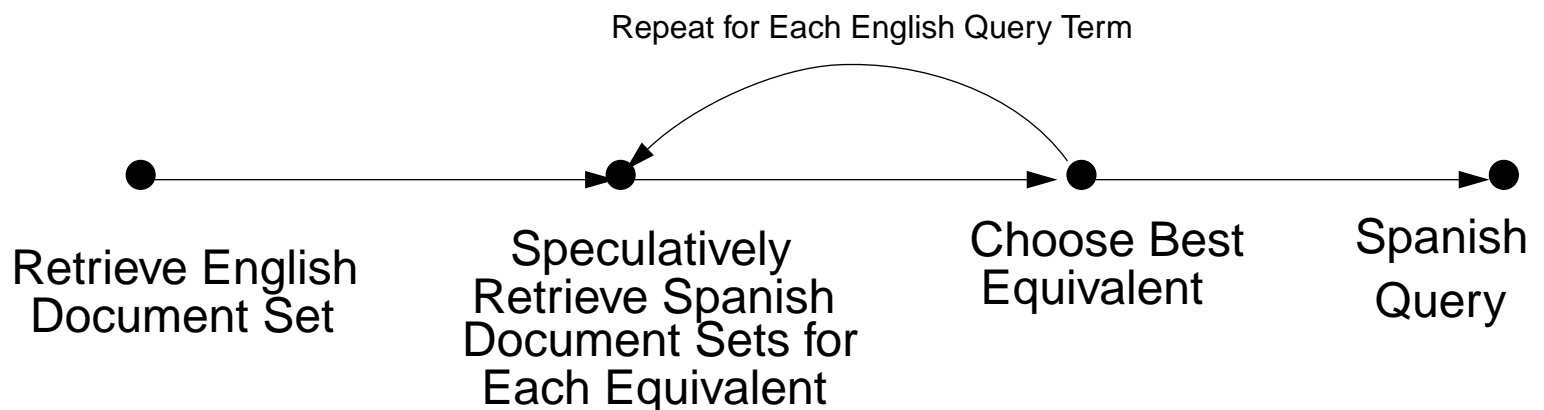 Repeat for Each English Query Term
Retrieve English
Document Set
Speculatively
Retrieve Spanish
Document Sets for
Each Equivalent
Choose Best
Equivalent
Spanish
Query